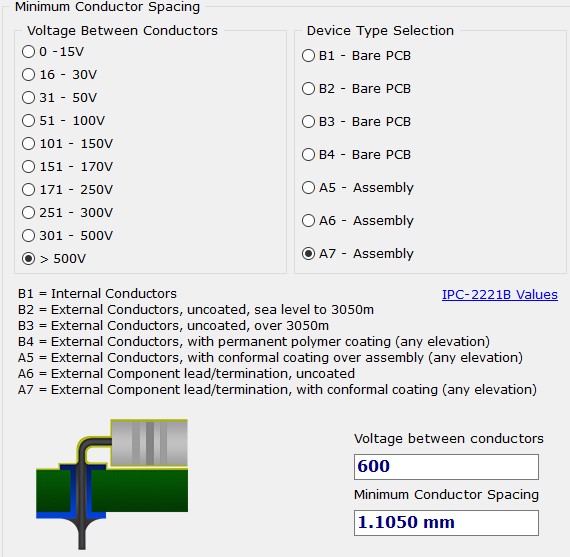 Minimum Conductor Spacing
Voltage Between Conductors
0 -15V
16 - 30V
31 - 50V
51 - 100V
101 - 150V
151 - 170V
171 - 250V
251 - 300V
301 - 500V
> 500V
Device Type Selection
B1 - Bare PCB
B2 - Bare PCB
B3 - Bare PCB
B4 - Bare PCB
A5 - Assembly
A6 - Assembly
A7 - Assembly
B1 = Internal Conductors
IPC-2221B Values
B2 = External Conductors, uncoated, sea level to 3050m
B3 = External Conductors, uncoated, over 3050m
B4 = External Conductors, with permanent polymer coating (any elevation)
A5 = External Conductors, with conformal coating over assembly (any elevation)
A6 = External Component lead/termination, uncoated
A7 = External Component lead/termination, with conformal coating (any elevation)
Voltage between conductors
600
Minimum Conductor Spacing
1.1050 mm